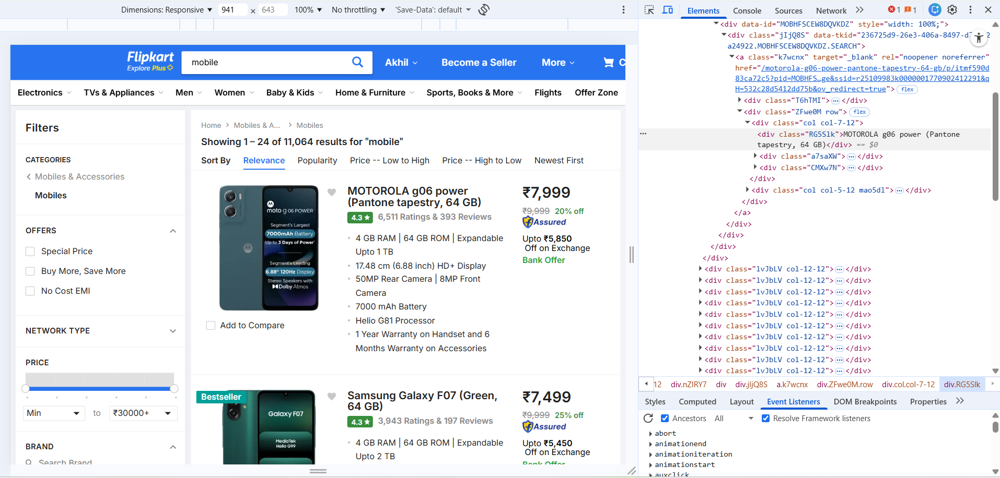 Dimensions: Responsive 941 × 643 100% No throttling 'Save-Data': default
Flipkart
Explore Plus
mobile
Akhil
Become a Seller
More
C
Electronics TVs & Appliances Men Women Baby & Kids Home & Furniture Sports, Books & More Flights Offer Zone
Filters
CATEGORIES
Mobiles & Accessories
Mobiles
OFFERS
Special Price
Buy More, Save More
No Cost EMI
NETWORK TYPE
PRICE
Min to ₹30000+
BRAND
Search Brand
Home Mobiles & A... Mobiles
Showing 1 – 24 of 11,064 results for "mobile"
Sort By Relevance Popularity Price -- Low to High Price -- High to Low Newest First
moto g 06 POWER
Segment's Largest
7000mAh Battery
Up to 3 Days of Power*
Segment's Leading
6.88" 120Hz Display
Stereo Speakers with
Dolby Atmos
Add to Compare
MOTOROLA g06 power
(Pantone tapestry, 64 GB)
4.3 ★ 6,511 Ratings & 393 Reviews
4 GB RAM | 64 GB ROM | Expandable
Upto 1 TB
17.48 cm (6.88 inch) HD+ Display
50MP Rear Camera | 8MP Front
Camera
7000 mAh Battery
Helio G81 Processor
1 Year Warranty on Handset and 6
Months Warranty on Accessories
₹7,999
₹9,999 20% off
Assured
Upto ₹5,850
Off on Exchange
Bank Offer
Bestseller
Galaxy F07
MediaTek
Helio G99
Samsung Galaxy F07 (Green,
64 GB)
4.3 ★ 3,943 Ratings & 197 Reviews
4 GB RAM | 64 GB ROM | Expandable
Upto 2 TB
₹7,499
₹9,999 25% off
Assured
Upto ₹5,450
Off on Exchange
Bank Offer
Elements Console Sources Network 1 1
<div data-id="MOBHFSCEW8DQVKDZ" style="width: 100%;">
<div class="jIjQ8S" data-tkid="236725d9-26e3-406a-8497-d 2
a24922.MOBHFSCEW8DQVKDZ.SEARCH">
<a class="k7wcnx" target="_blank" rel="noopener noreferrer"
href="/motorola-g06-power-pantone-tapestry-64-gb/p/itmf590d
83ca72c5?pid=MOBHFS…ge&ssid=r25109983k0000001770902412291&q
H=532c28d5412dd75b&ov_redirect=true"> flex
<div class="T6hTMI">…</div>
<div class="ZFwe0M row"> flex
<div class="col col-7-12">
<div class="RG5Slk">MOTOROLA g06 power (Pantone
tapestry, 64 GB)</div> == $0
<div class="a7saXW">…</div>
<div class="CMXw7N">…</div>
</div>
<div class="col col-5-12 mao5dl">…</div>
</div>
</a>
</div>
</div>
</div>
</div>
<div class="lvJbLV col-12-12">…</div>
<div class="lvJbLV col-12-12">…</div>
<div class="lvJbLV col-12-12">…</div>
<div class="lvJbLV col-12-12">…</div>
<div class="lvJbLV col-12-12">…</div>
<div class="lvJbLV col-12-12">…</div>
<div class="lvJbLV col-12-12">…</div>
<div class="lvJbLV col-12-12">…</div>
<div class="lvJbLV col-12-12">…</div>
<div class="lvJbLV col-12-12">…</div>
12 div.nZIRY7 div div.jIjQ8S a.k7wcnx div.ZFwe0M.row div.col.col-7-12 div.RG5Slk
Styles Computed Layout Event Listeners DOM Breakpoints Properties
Ancestors All Resolve Framework listeners
abort
animationend
animationiteration
animationstart
auxclick